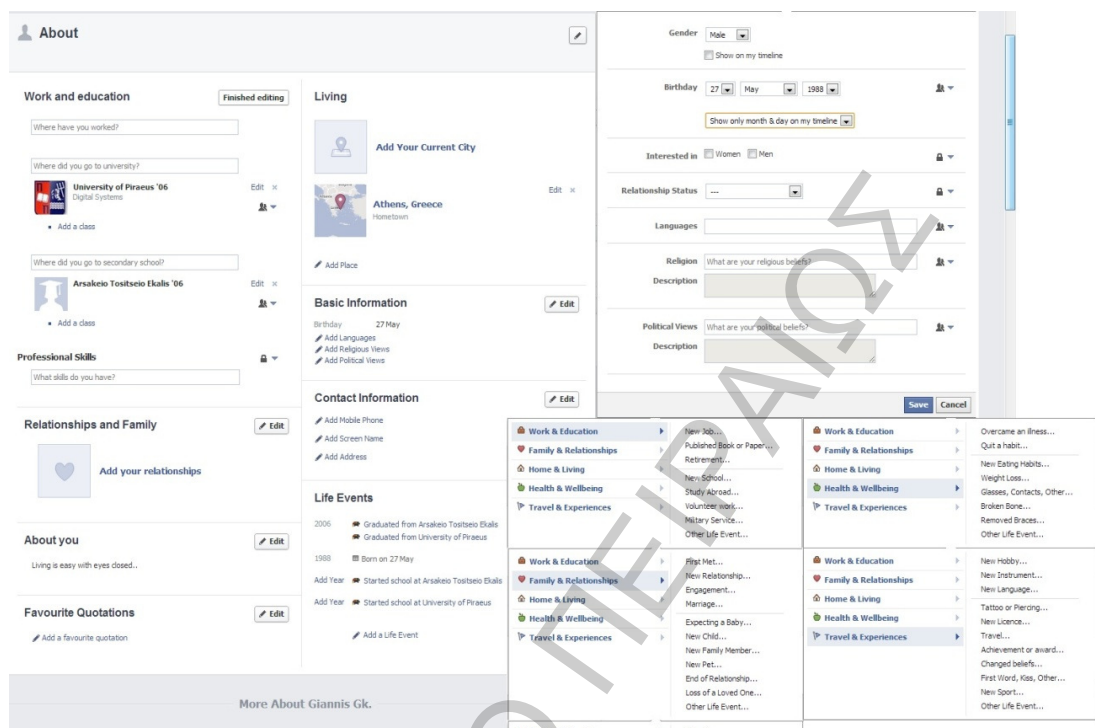 About
Work and education
Finished editing
Where have you worked?
Where did you go to university?
University of Piraeus '06
Edit ×
Digital Systems
Add a class
Where did you go to secondary school?
Arsakeio Tositseio Ekalis '06
Edit ×
Add a class
Professional Skills
What skills do you have?
Relationships and Family
Edit
Add your relationships
About you
Edit
Living is easy with eyes closed..
Favourite Quotations
Edit
Add a favourite quotation
Living
Add Your Current City
Edit ×
Athens, Greece
Hometown
Add Place
Basic Information
Edit
Birthday 27 May
Add Languages
Add Religious Views
Add Political Views
Contact Information
Edit
Add Mobile Phone
Add Screen Name
Add Address
Life Events
2006 Graduated from Arsakeio Tositseio Ekalis
Graduated from University of Piraeus
1988 Born on 27 May
Add Year Started school at Arsakeio Tositseio Ekalis
Add Year Started school at University of Piraeus
Add a Life Event
More About Giannis Gk.
Gender Male
Show on my timeline
Birthday 27 May 1988
Show only month & day on my timeline
Interested in Women Men
Relationship Status ---
Languages
Religion What are your religious beliefs?
Description
Political Views What are your political beliefs?
Description
Save Cancel
Work & Education
Family & Relationships
Home & Living
Health & Wellbeing
Travel & Experiences
New Job...
Published Book or Paper...
Retirement...
New School...
Study Abroad...
Volunteer work...
Military Service...
Other Life Event...
Work & Education
Family & Relationships
Home & Living
Health & Wellbeing
Travel & Experiences
Overcame an illness...
Quit a habit...
New Eating Habits...
Weight Loss...
Glasses, Contacts, Other...
Broken Bone...
Removed Braces...
Other Life Event...
Work & Education
Family & Relationships
Home & Living
Health & Wellbeing
Travel & Experiences
First Met...
New Relationship...
Engagement...
Marriage...
Expecting a Baby...
New Child...
New Family Member...
New Pet...
End of Relationship...
Loss of a Loved One...
Other Life Event...
Work & Education
Family & Relationships
Home & Living
Health & Wellbeing
Travel & Experiences
New Hobby...
New Instrument...
New Language...
Tattoo or Piercing...
New Licence...
Travel...
Achievement or award...
Changed beliefs...
First Word, Kiss, Other...
New Sport...
Other Life Event...
ΠΕΙΡΑΙΩΣ